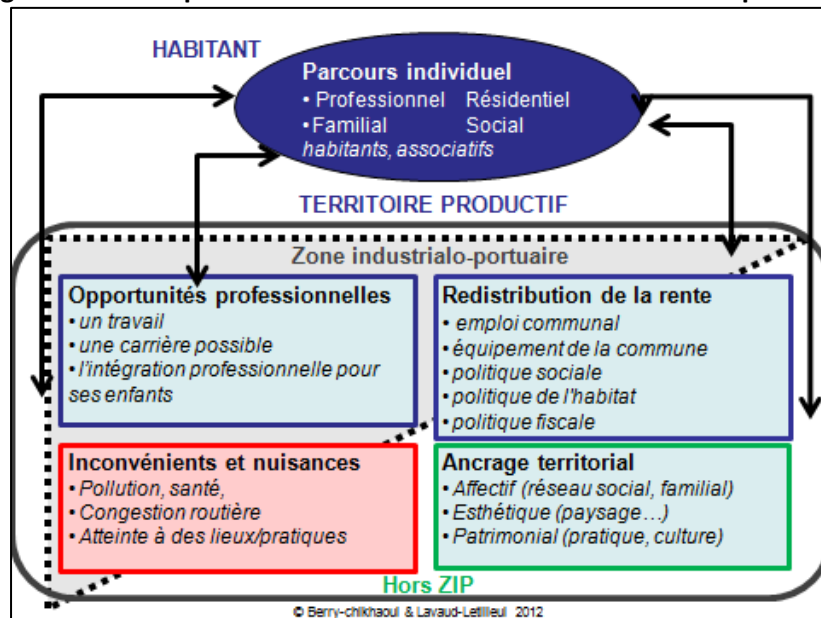 HABITANT
Parcours individuel
• Professionnel Résidentiel
•Familial Social
habitants, associatifs
TERRITOIRE PRODUCTIF
Zone industrialo-portuaire
Opportunités professionnelles
• un travail
• une carrière possible
• l'intégration professionnelle pour
ses enfants
Redistribution de la rente
• emploi communal
• équipement de la commune
• politique sociale
• politique de l'habitat
• politique fiscale
Inconvénients et nuisances
• Pollution, santé,
• Congestion routière
• Atteinte à des lieux/pratiques
Ancrage territorial
• Affectif (réseau social, familial)
• Esthétique (paysage…)
• Patrimonial (pratique, culture)
Hors ZIP
© Berry-chikhaoui & Lavaud-Letilleul 2012